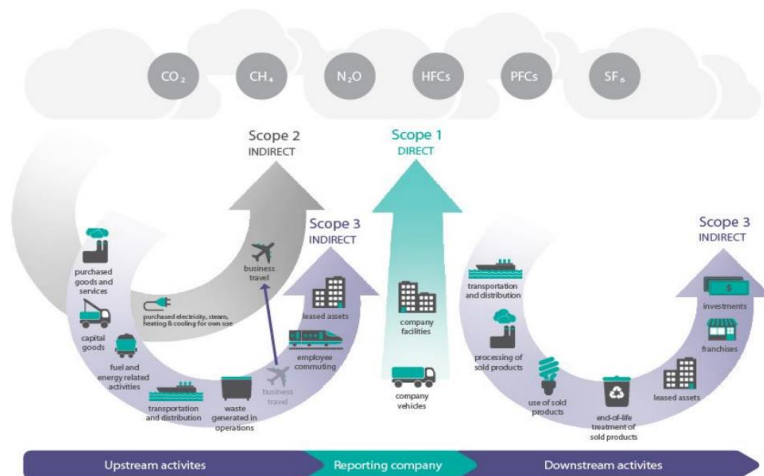 CO2
CH4
N2O
HFCs
PFCs
SF6
Scope 2
INDIRECT
Scope 1
DIRECT
Scope 3
INDIRECT
Scope 3
INDIRECT
purchased
goods and
services
capital
goods
fuel and
energy related
activities
purchased electricity, steam,
heating & cooling for own use
transportation
and distribution
waste
generated in
operations
business
travel
business
travel
employee
commuting
leased assets
company
facilities
company
vehicles
transportation
and distribution
processing of
sold products
use of sold
products
end-of-life
treatment of
sold products
leased assets
franchises
investments
$
Upstream activites
Reporting company
Downstream activites